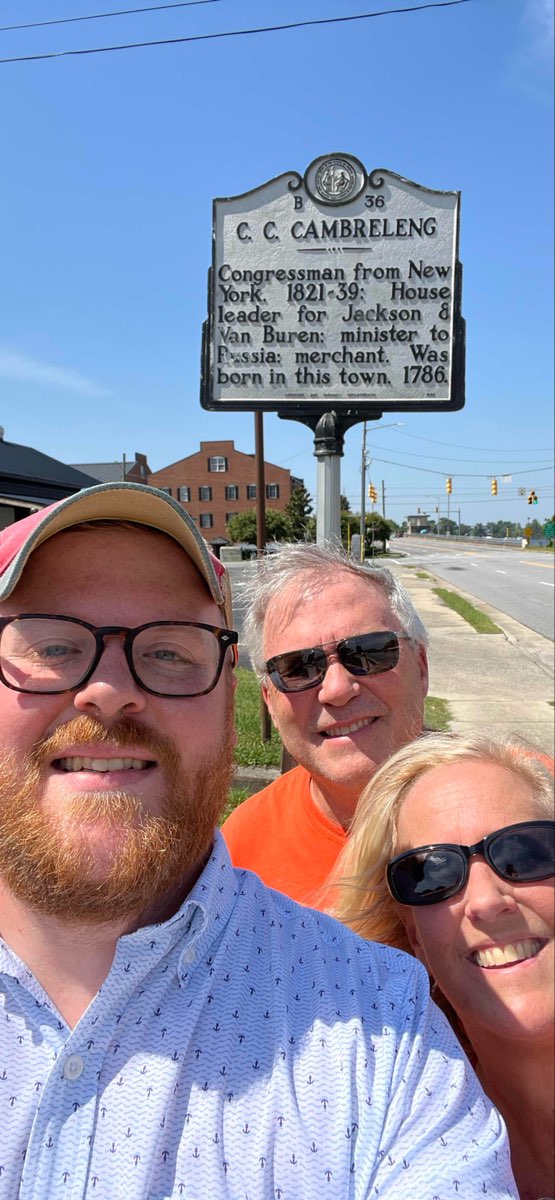 B 36
C. C. CAMBRELENG
Congressman from New
York, 1821-39; House
leader for Jackson &
Van Buren; minister to
Russia; merchant. Was
born in this town, 1786.